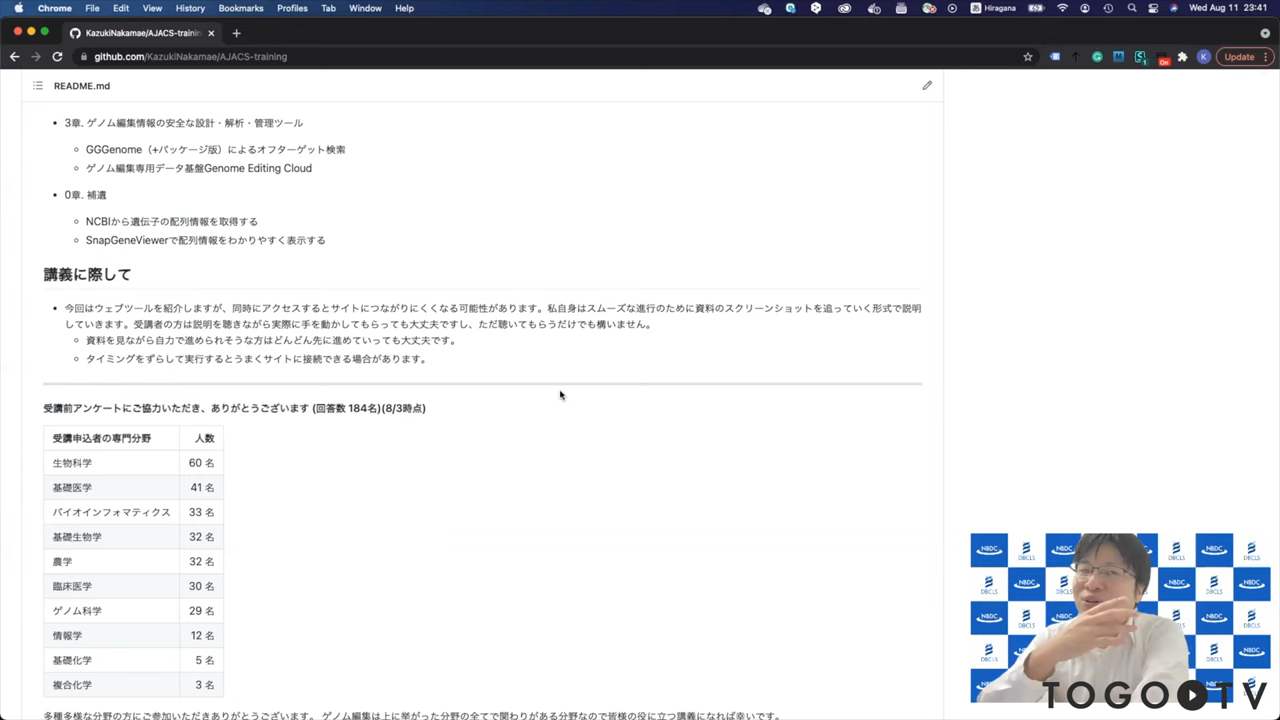 Chrome File Edit View History Bookmarks Profiles Tab Window Help
Hiragana
Wed Aug 11 23:41
KazukiNakamae/AJACS-trainin
github.com/KazukiNakamae/AJACS-training
Update
README.md
3章. ゲノム編集情報の安全な設計・解析・管理ツール
GGGenome（+パッケージ版）によるオフターゲット検索
ゲノム編集専用データ基盤Genome Editing Cloud
0章. 補遺
NCBIから遺伝子の配列情報を取得する
SnapGeneViewerで配列情報をわかりやすく表示する
講義に際して
今回はウェブツールを紹介しますが、同時にアクセスするとサイトにつながりにくくなる可能性があります。私自身はスムーズな進行のために資料のスクリーンショットを追っていく形式で説明
していきます。受講者の方は説明を聴きながら実際に手を動かしてもらっても大丈夫ですし、ただ聴いてもらうだけでも構いません。
資料を見ながら自力で進められそうな方はどんどん先に進めていっても大丈夫です。
タイミングをずらして実行するとうまくサイトに接続できる場合があります。
受講前アンケートにご協力いただき、ありがとうございます (回答数 184名)(8/3時点)
受講申込者の専門分野 人数
生物科学 60 名
基礎医学 41 名
バイオインフォマティクス 33 名
基礎生物学 32 名
農学 32 名
臨床医学 30 名
ゲノム科学 29 名
情報学 12 名
基礎化学 5 名
複合化学 3 名
多種多様な分野の方にご参加いただきありがとうございます。 ゲノム編集は上に挙がった分野の全てで関わりがある分野なので皆様の役に立つ講義になれば幸いです。
NBDC
DBCLS
TOGO TV